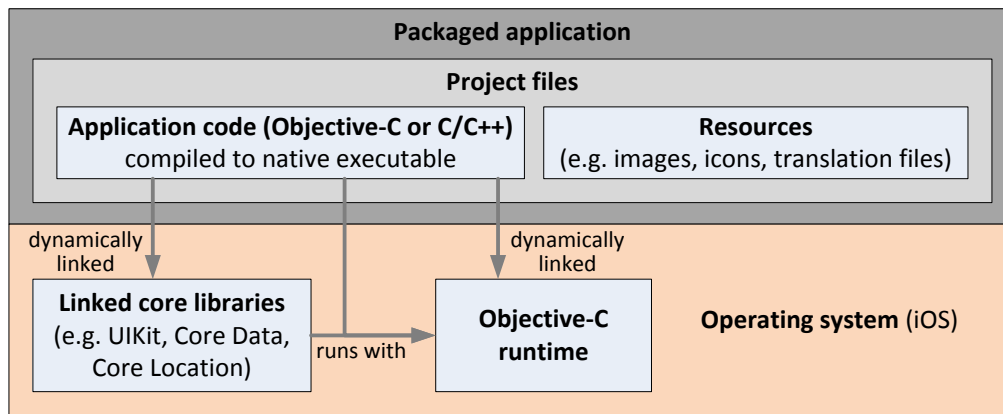 Packaged application
Project files
Application code (Objective-C or C/C++)
compiled to native executable
Resources
(e.g. images, icons, translation files)
dynamically
linked
dynamically
linked
Linked core libraries
(e.g. UIKit, Core Data,
Core Location)
runs with
Objective-C
runtime
Operating system (iOS)